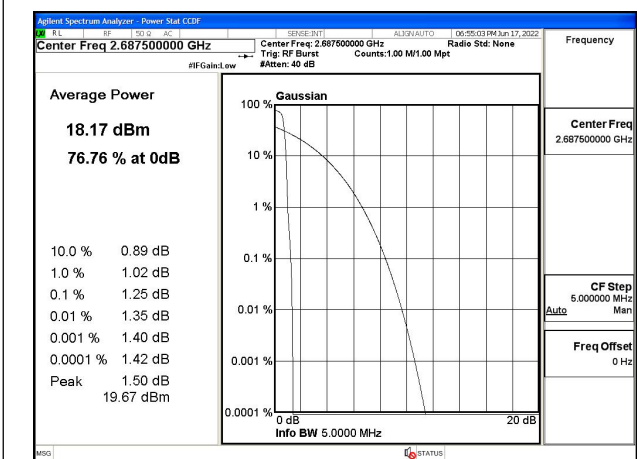 Agilent Spectrum Analyzer - Power Stat CCDF
RL RF 50 Ω AC SENSE:INT ALIGN AUTO 06:55:03 PM Jun 17, 2022
Center Freq 2.687500000 GHz
Center Freq: 2.687500000 GHz Radio Std: None
Trig: RF Burst Counts:1.00 M/1.00 Mpt
#IFGain:Low #Atten: 40 dB
Frequency
Average Power
18.17 dBm
76.76 % at 0dB
10.0 % 0.89 dB
1.0 % 1.02 dB
0.1 % 1.25 dB
0.01 % 1.35 dB
0.001 % 1.40 dB
0.0001 % 1.42 dB
Peak 1.50 dB
19.67 dBm
Gaussian
100 %
10 %
1 %
0.1 %
0.01 %
0.001 %
0.0001 %
0 dB 20 dB
Info BW 5.0000 MHz
Center Freq
2.687500000 GHz
CF Step
5.000000 MHz
Auto Man
Freq Offset
0 Hz
MSG STATUS